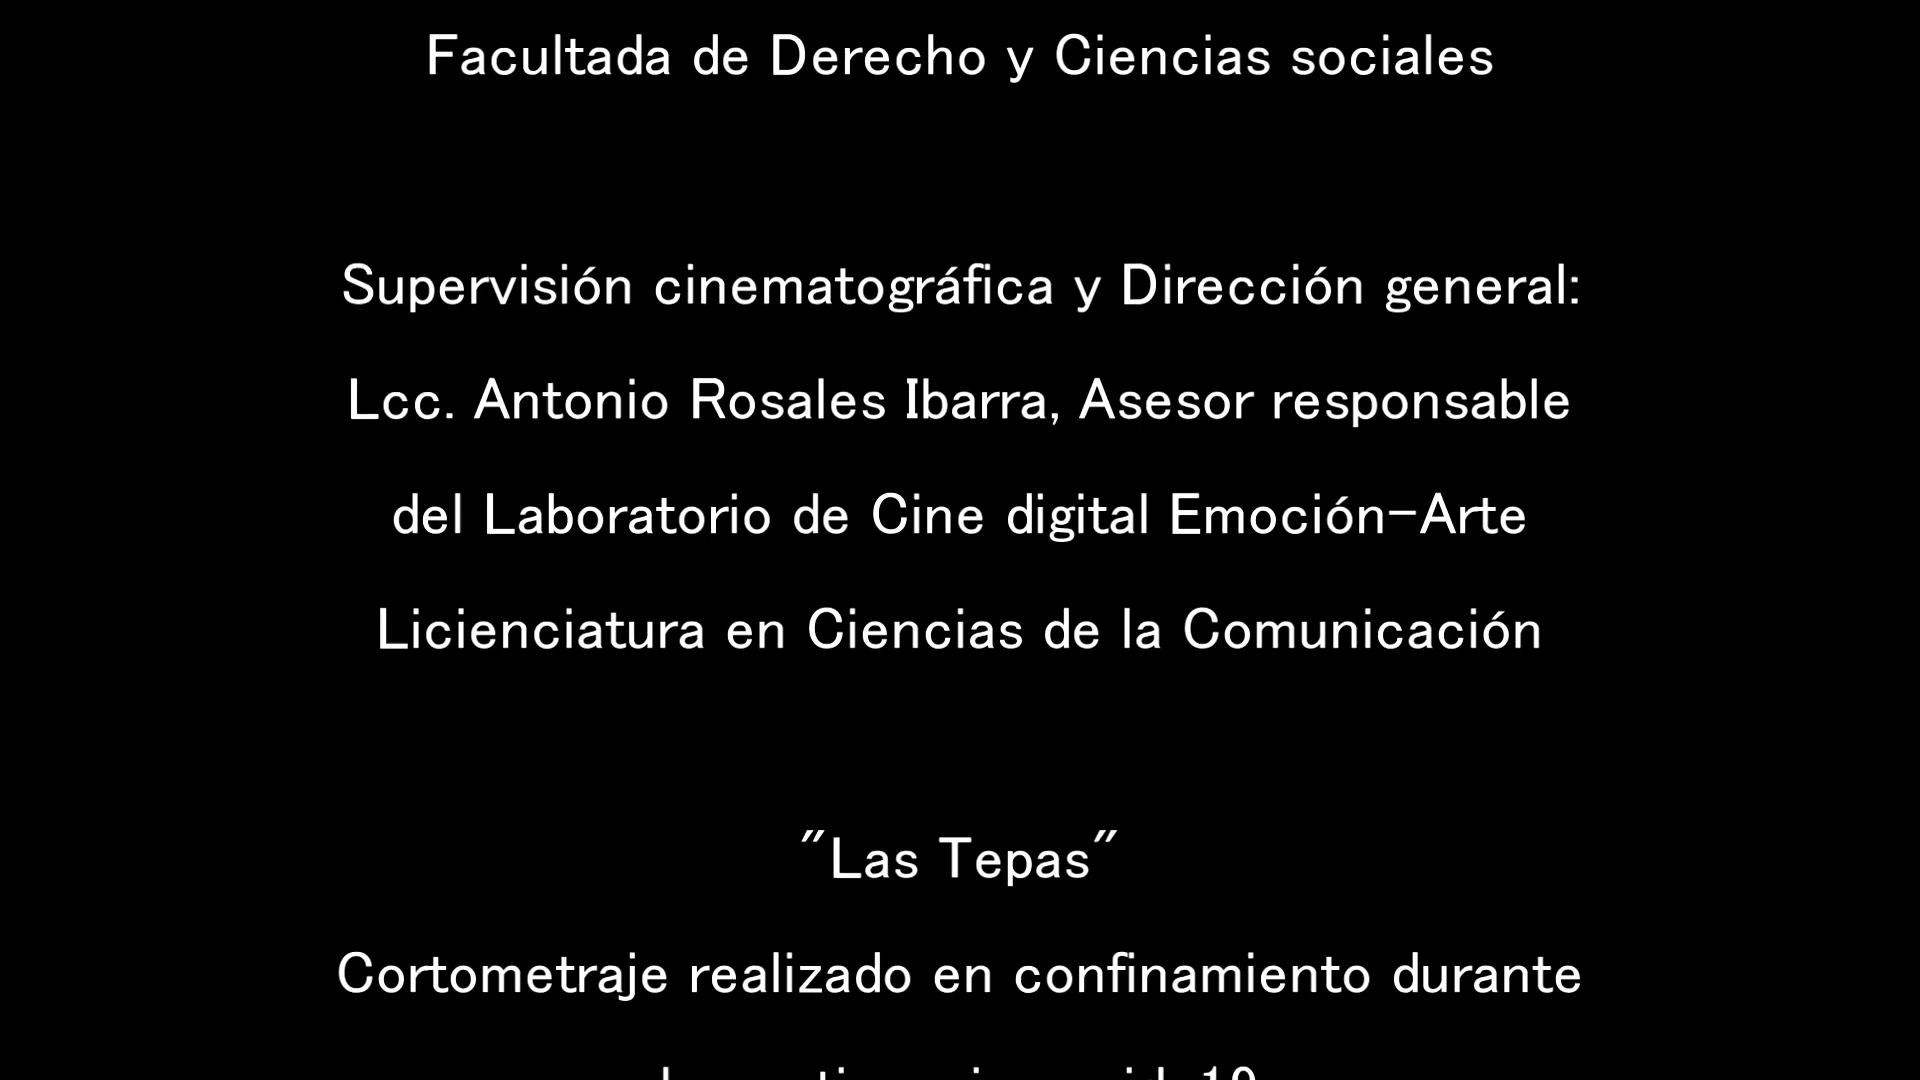 Facultada de Derecho y Ciencias sociales
Supervisión cinematográfica y Dirección general:
Lcc. Antonio Rosales Ibarra, Asesor responsable
del Laboratorio de Cine digital Emoción-Arte
Licienciatura en Ciencias de la Comunicación
"Las Tepas"
Cortometraje realizado en confinamiento durante